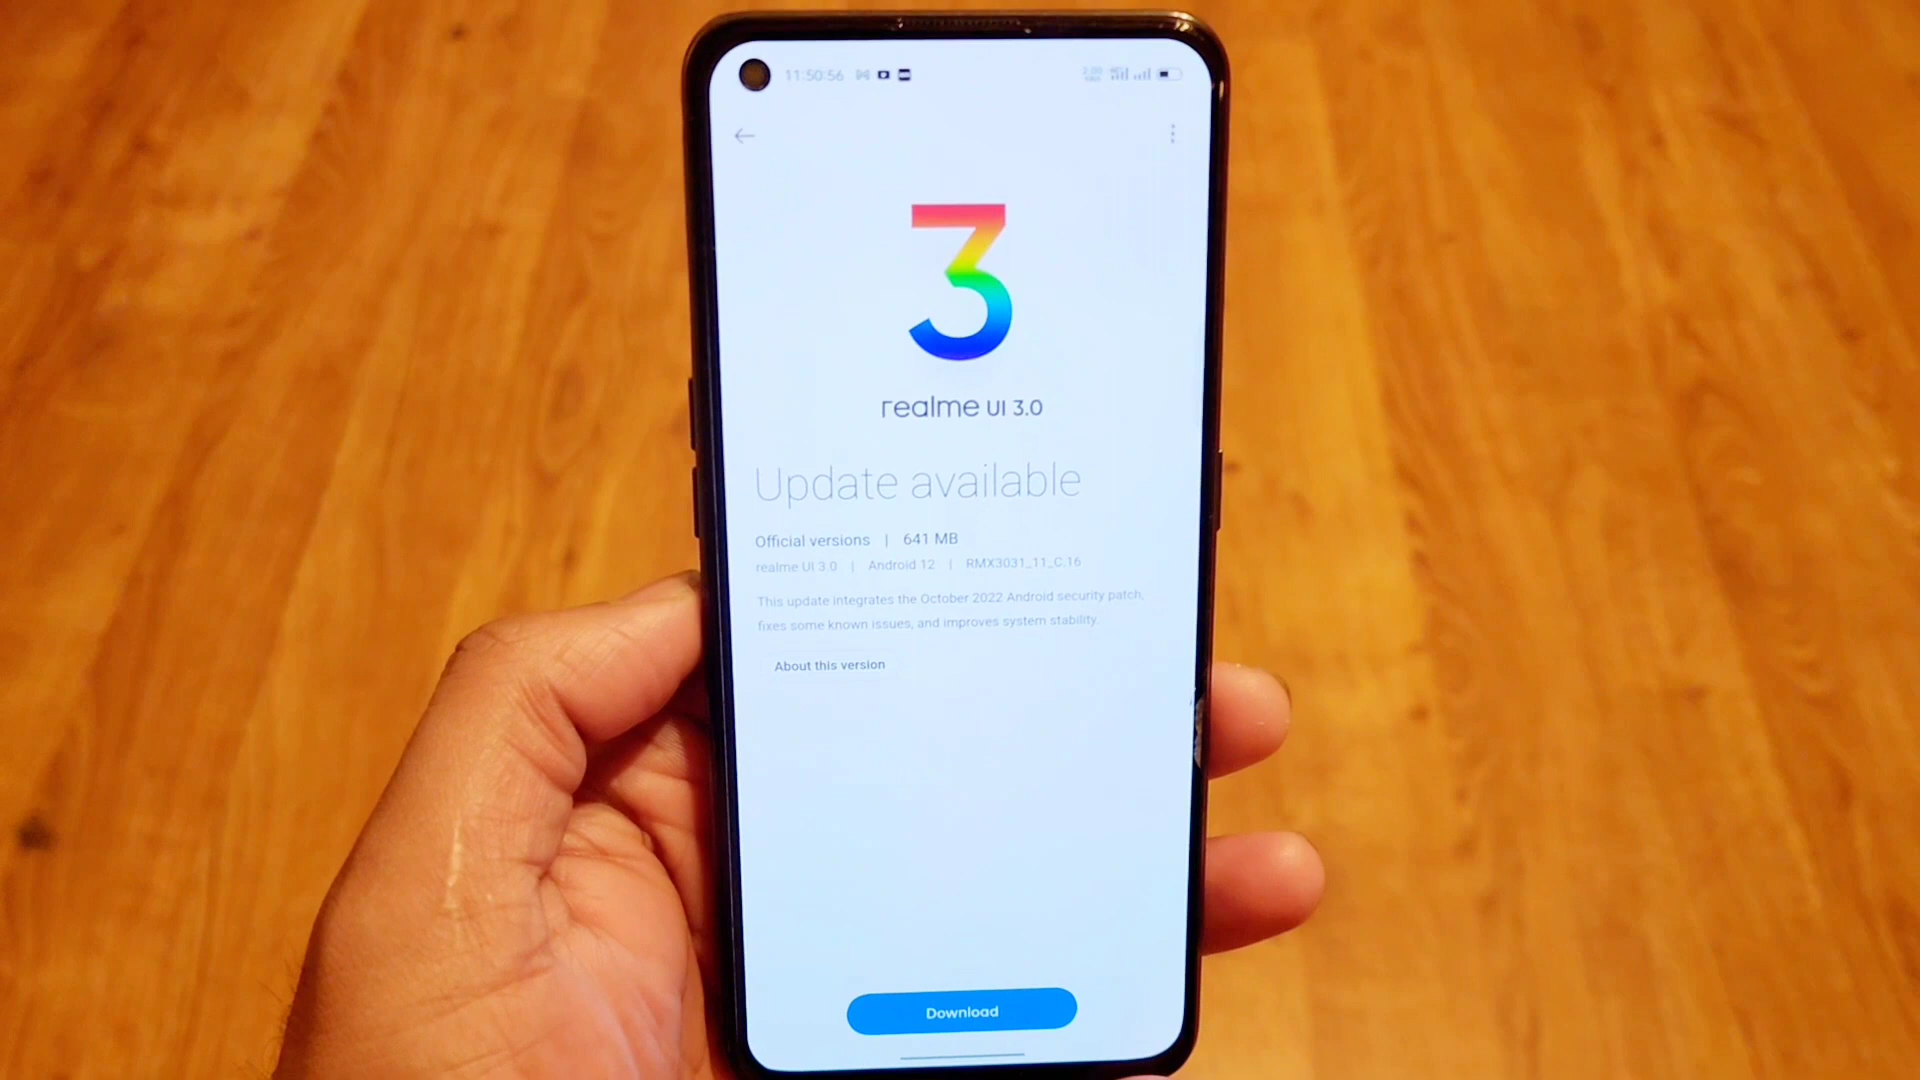 11:50:56
3
realme UI 3.0
Update available
Official versions | 641 MB
realme UI 3.0 | Android 12 | RMX3031_11_C.16
This update integrates the October 2022 Android security patch,
fixes some known issues, and improves system stability.
About this version
Download